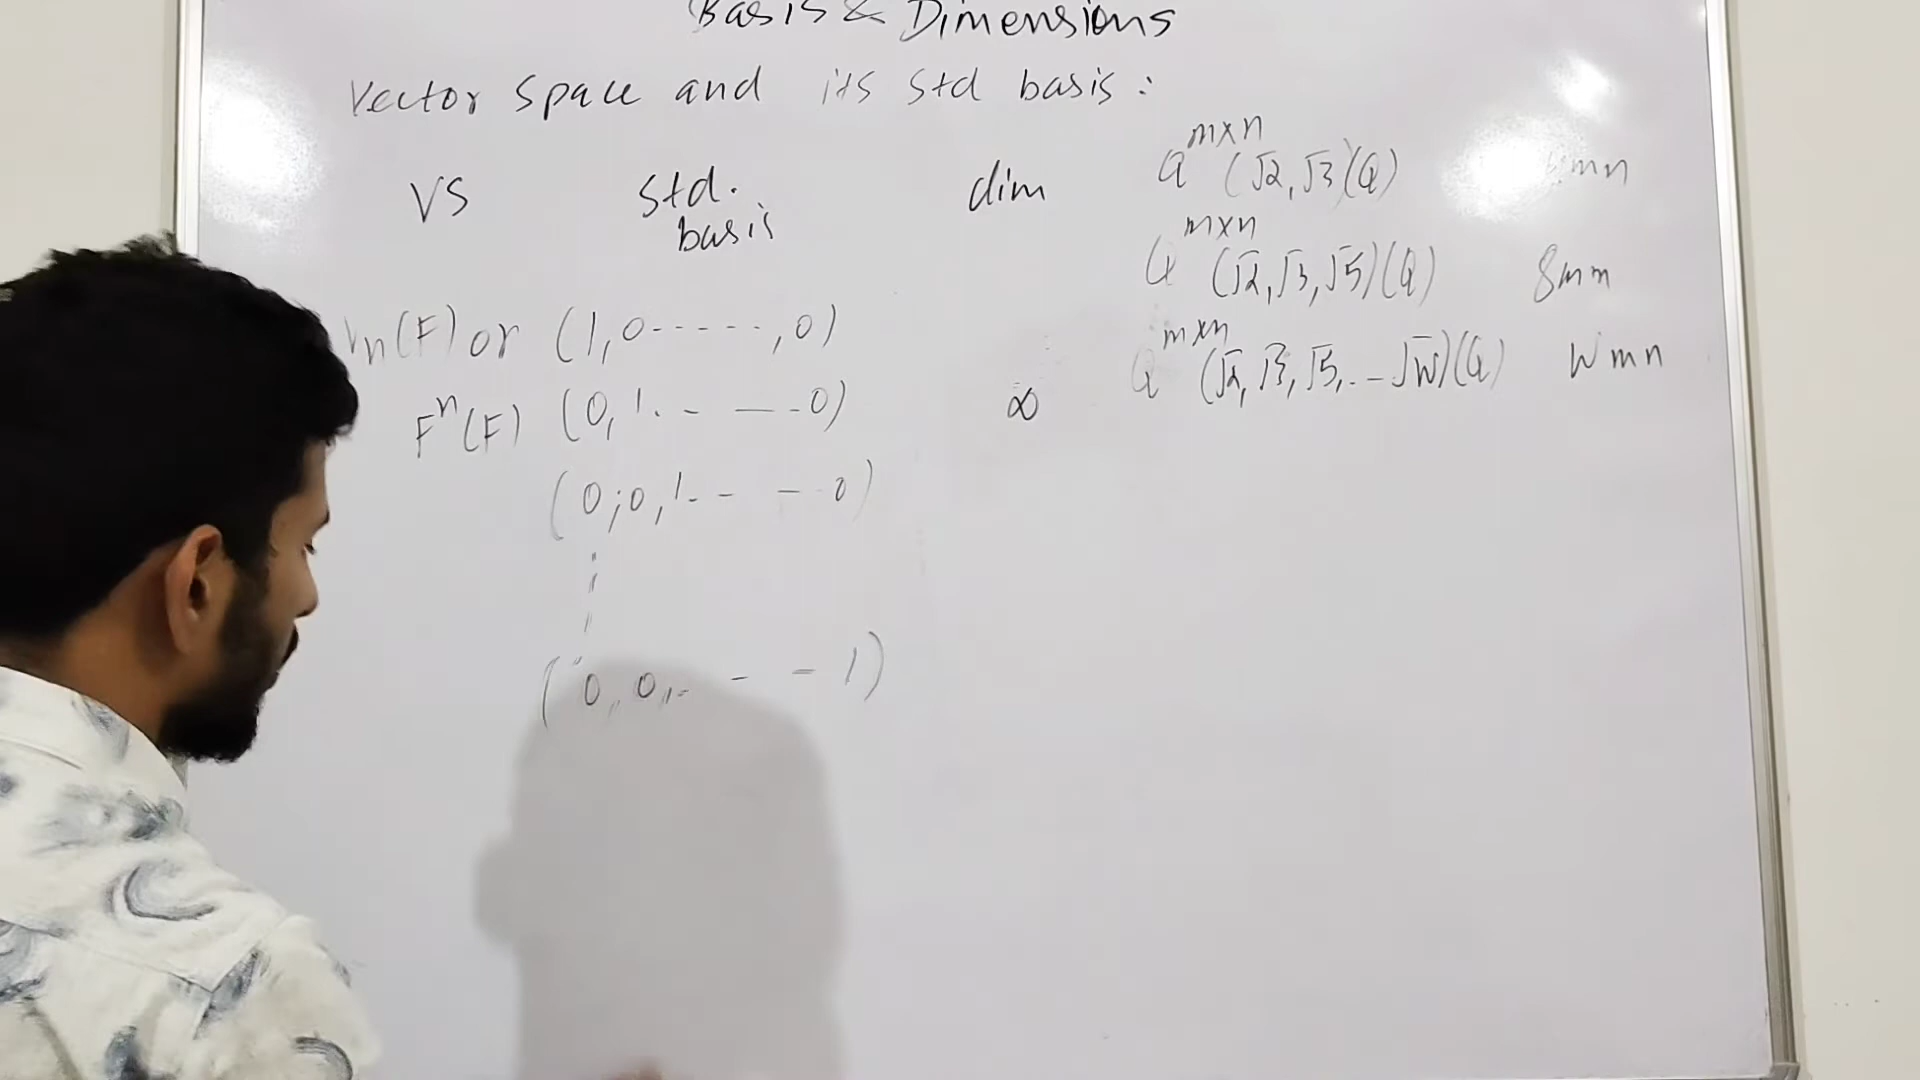 Basis & Dimensions
Vector space and its std basis :
VS std. basis dim
Vn(F) or (1,0-----,0)
F^n(F) (0,1.- —-0) ∞
(0,0,1-- - 0)
(0,0,- - - 1)
Q^m×n (√2,√3)(Q) mn
Q^m×n (√2,√3,√5)(Q) 8mn
Q^m×n (√2,√3,√5,.-√W)(Q) Wmn